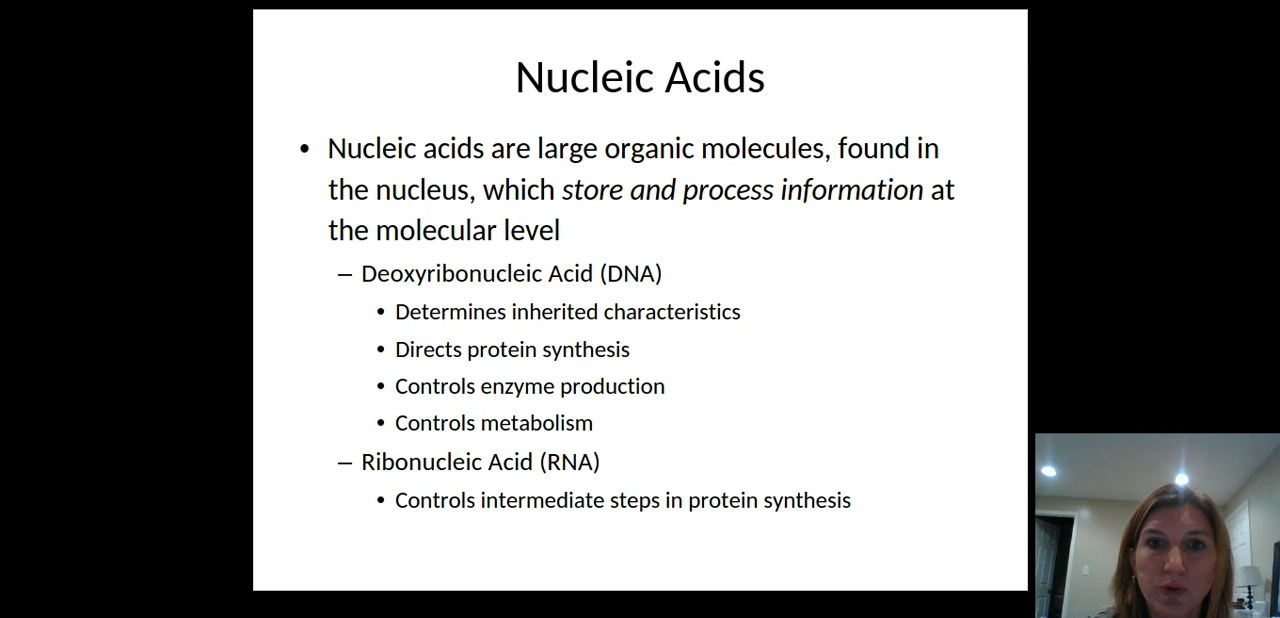 Nucleic Acids
• Nucleic acids are large organic molecules, found in
the nucleus, which store and process information at
the molecular level
– Deoxyribonucleic Acid (DNA)
• Determines inherited characteristics
• Directs protein synthesis
• Controls enzyme production
• Controls metabolism
– Ribonucleic Acid (RNA)
• Controls intermediate steps in protein synthesis